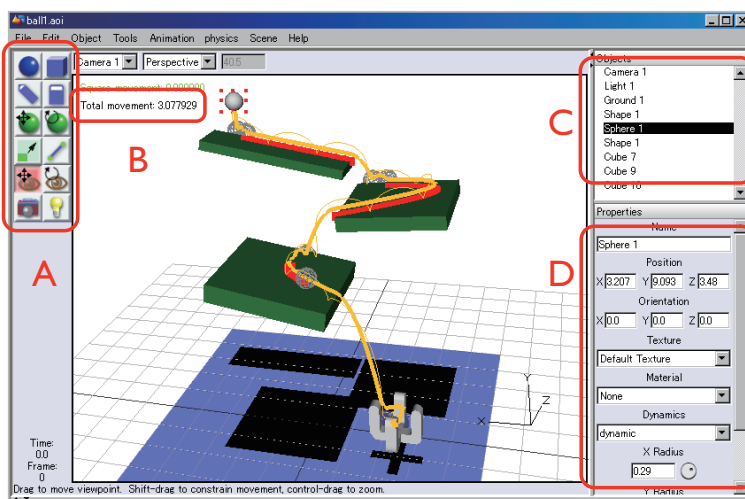 ball1.aoi
File Edit Object Tools Animation physics Scene Help
Camera 1 Perspective 40.5
Square movement: 0.000000
Total movement: 3.077929
A
B
C
D
Objects
Camera 1
Light 1
Ground 1
Shape 1
Sphere 1
Shape 1
Cube 7
Cube 9
Cube 10
Properties
Name
Sphere 1
Position
X 3.207 Y 9.093 Z 3.48
Orientation
X 0.0 Y 0.0 Z 0.0
Texture
Default Texture
Material
None
Dynamics
dynamic
X Radius
0.29
Y Radius
Y
Z
X
Time:
0.0
Frame:
0
Drag to move viewpoint. Shift-drag to constrain movement, control-drag to zoom.